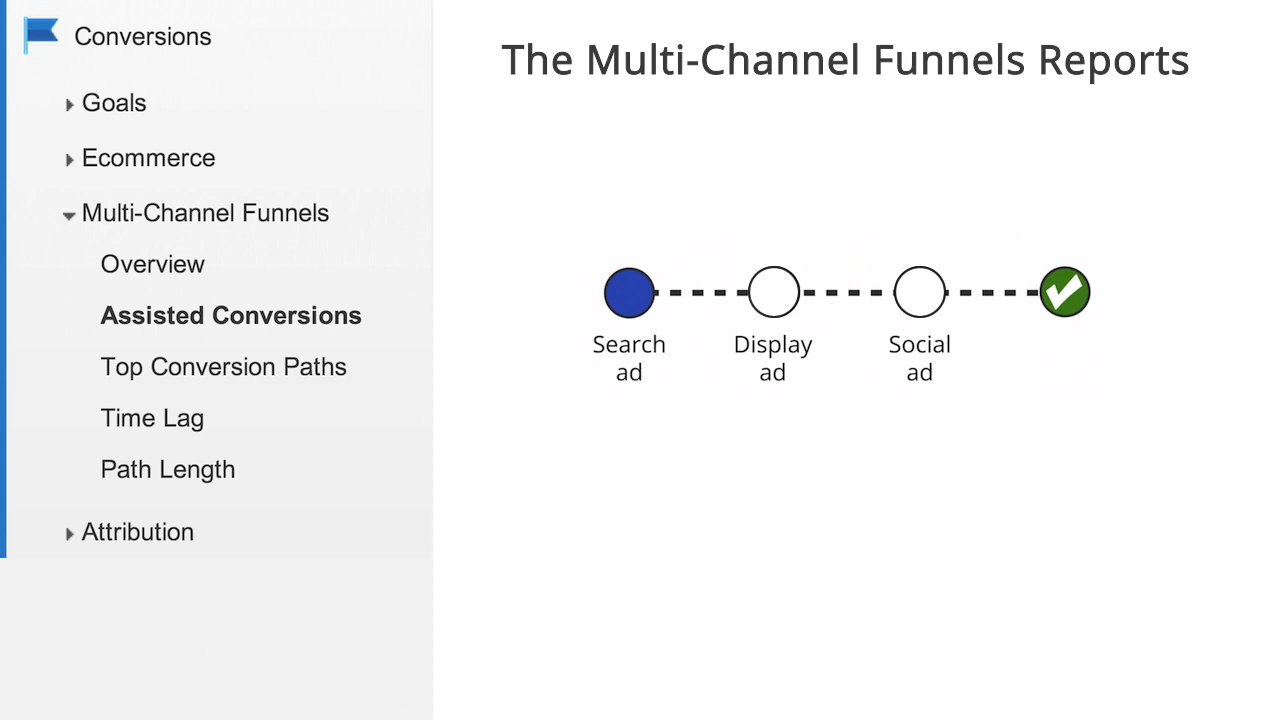 Conversions
Goals
Ecommerce
Multi-Channel Funnels
Overview
Assisted Conversions
Top Conversion Paths
Time Lag
Path Length
Attribution
The Multi-Channel Funnels Reports
Search
ad
Display
ad
Social
ad